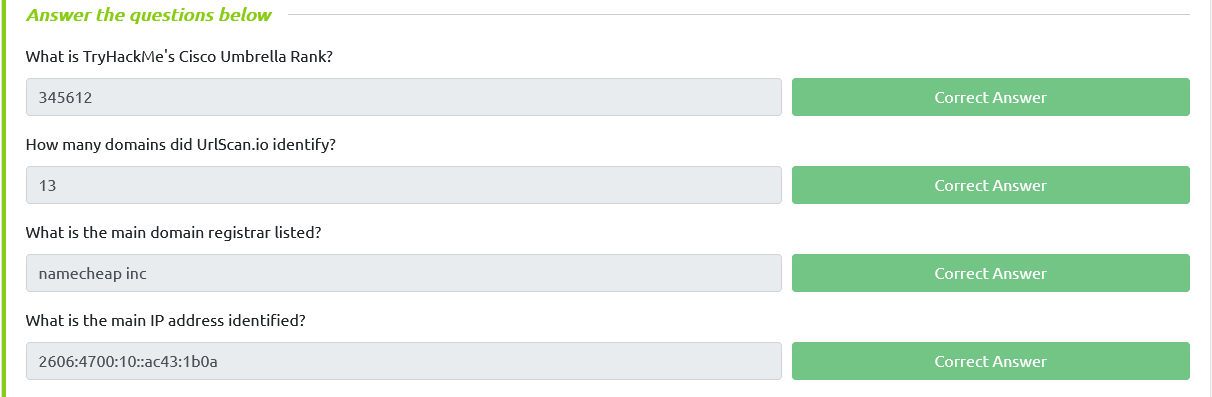 Answer the questions below
What is TryHackMe's Cisco Umbrella Rank?
345612 Correct Answer
How many domains did UrlScan.io identify?
13 Correct Answer
What is the main domain registrar listed?
namecheap inc Correct Answer
What is the main IP address identified?
2606:4700:10::ac43:1b0a Correct Answer